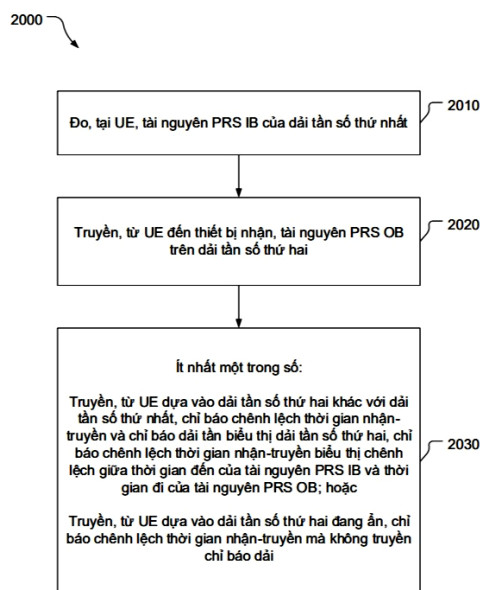 2000
Đo, tại UE, tài nguyên PRS IB của dải tần số thứ nhất
2010
Truyền, từ UE đến thiết bị nhận, tài nguyên PRS OB
trên dải tần số thứ hai
2020
Ít nhất một trong số:
Truyền, từ UE dựa vào dải tần số thứ hai khác với dải
tần số thứ nhất, chỉ báo chênh lệch thời gian nhận-
truyền và chỉ báo dải tần biểu thị dải tần số thứ hai, chỉ
báo chênh lệch thời gian nhận-truyền biểu thị chênh
lệch giữa thời gian đến của tài nguyên PRS IB và thời
gian đi của tài nguyên PRS OB; hoặc
Truyền, từ UE dựa vào dải tần số thứ hai đang ẩn, chỉ
báo chênh lệch thời gian nhận-truyền mà không truyền
chỉ báo dải
2030